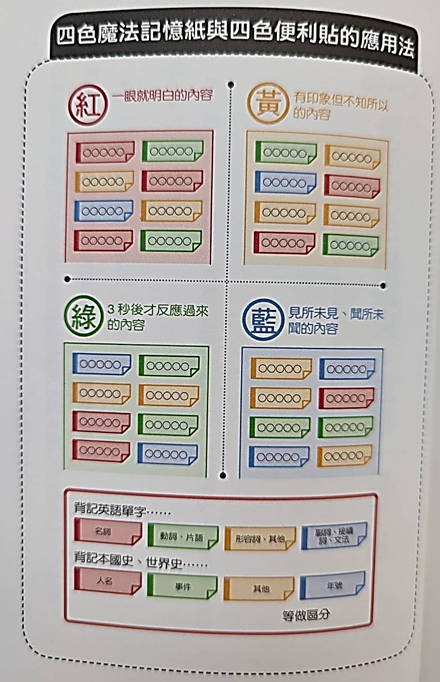 四色魔法記憶紙與四色便利貼的應用法
紅
一眼就明白的內容
○○○○○ ○○○○○
○○○○○ ○○○○○
○○○○○ ○○○○○
○○○○○ ○○○○○
黃
有印象但不知所以
的內容
○○○○○ ○○○○○
○○○○○ ○○○○○
○○○○○ ○○○○○
○○○○○ ○○○○○
綠
3秒後才反應過來
的內容
○○○○○ ○○○○○
○○○○○ ○○○○○
○○○○○ ○○○○○
○○○○○ ○○○○○
藍
見所未見、聞所未
聞的內容
○○○○○ ○○○○○
○○○○○ ○○○○○
○○○○○ ○○○○○
○○○○○ ○○○○○
背記英語單字……
名詞
動詞、片語
形容詞、其他
副詞、接續
詞、文法
背記本國史、世界史……
人名
事件
其他
年號
等做區分